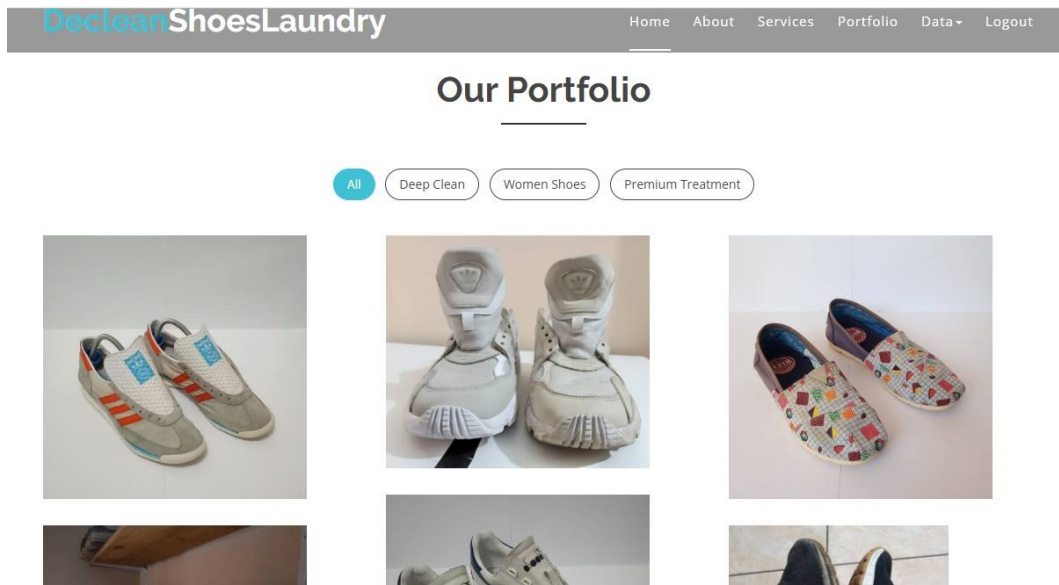 DecleanShoesLaundry
Home About Services Portfolio Data Logout
Our Portfolio
All Deep Clean Women Shoes Premium Treatment